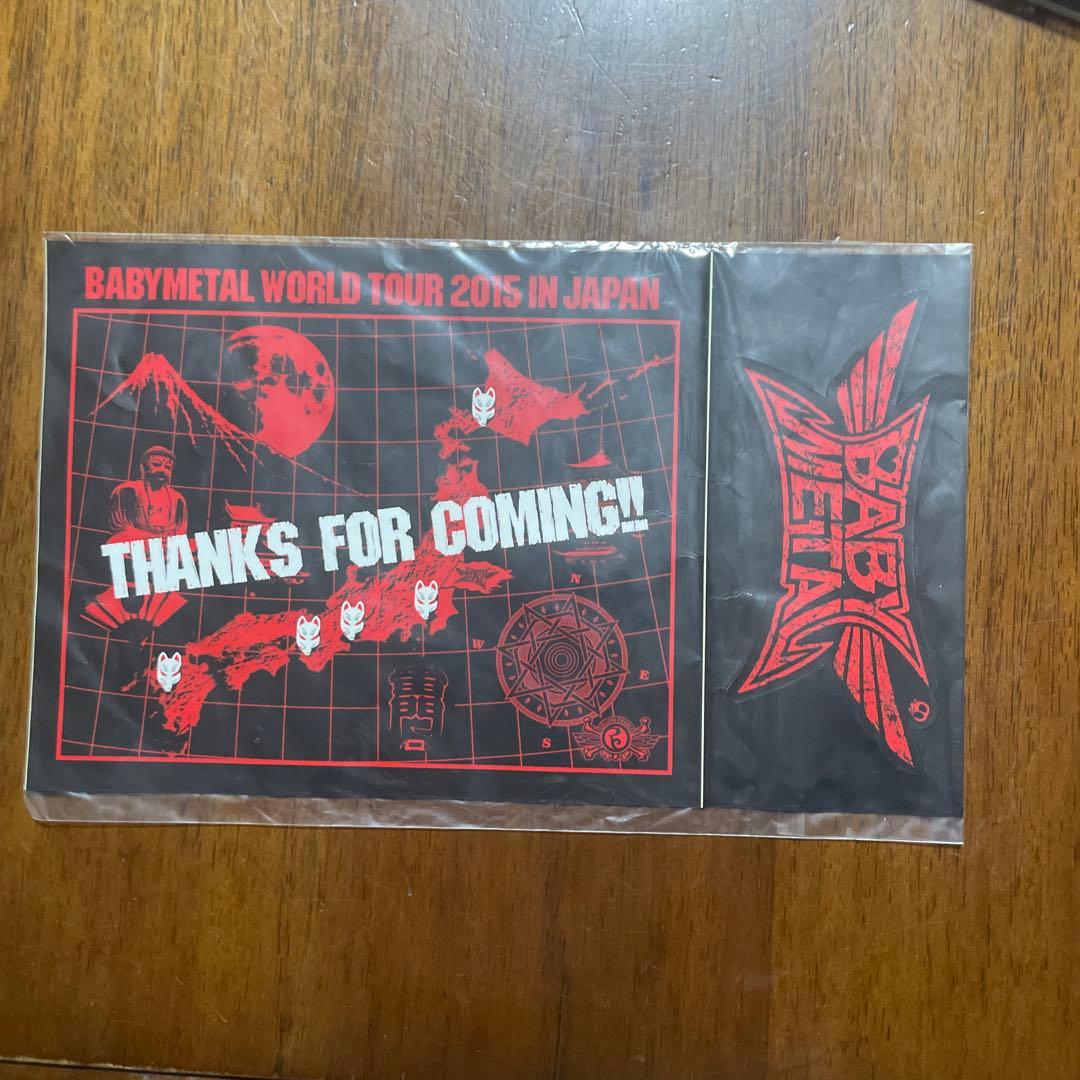 BABYMETAL WORLD TOUR 2015 IN JAPAN
THANKS FOR COMING!!
N
W
E
S
BABY
METAL